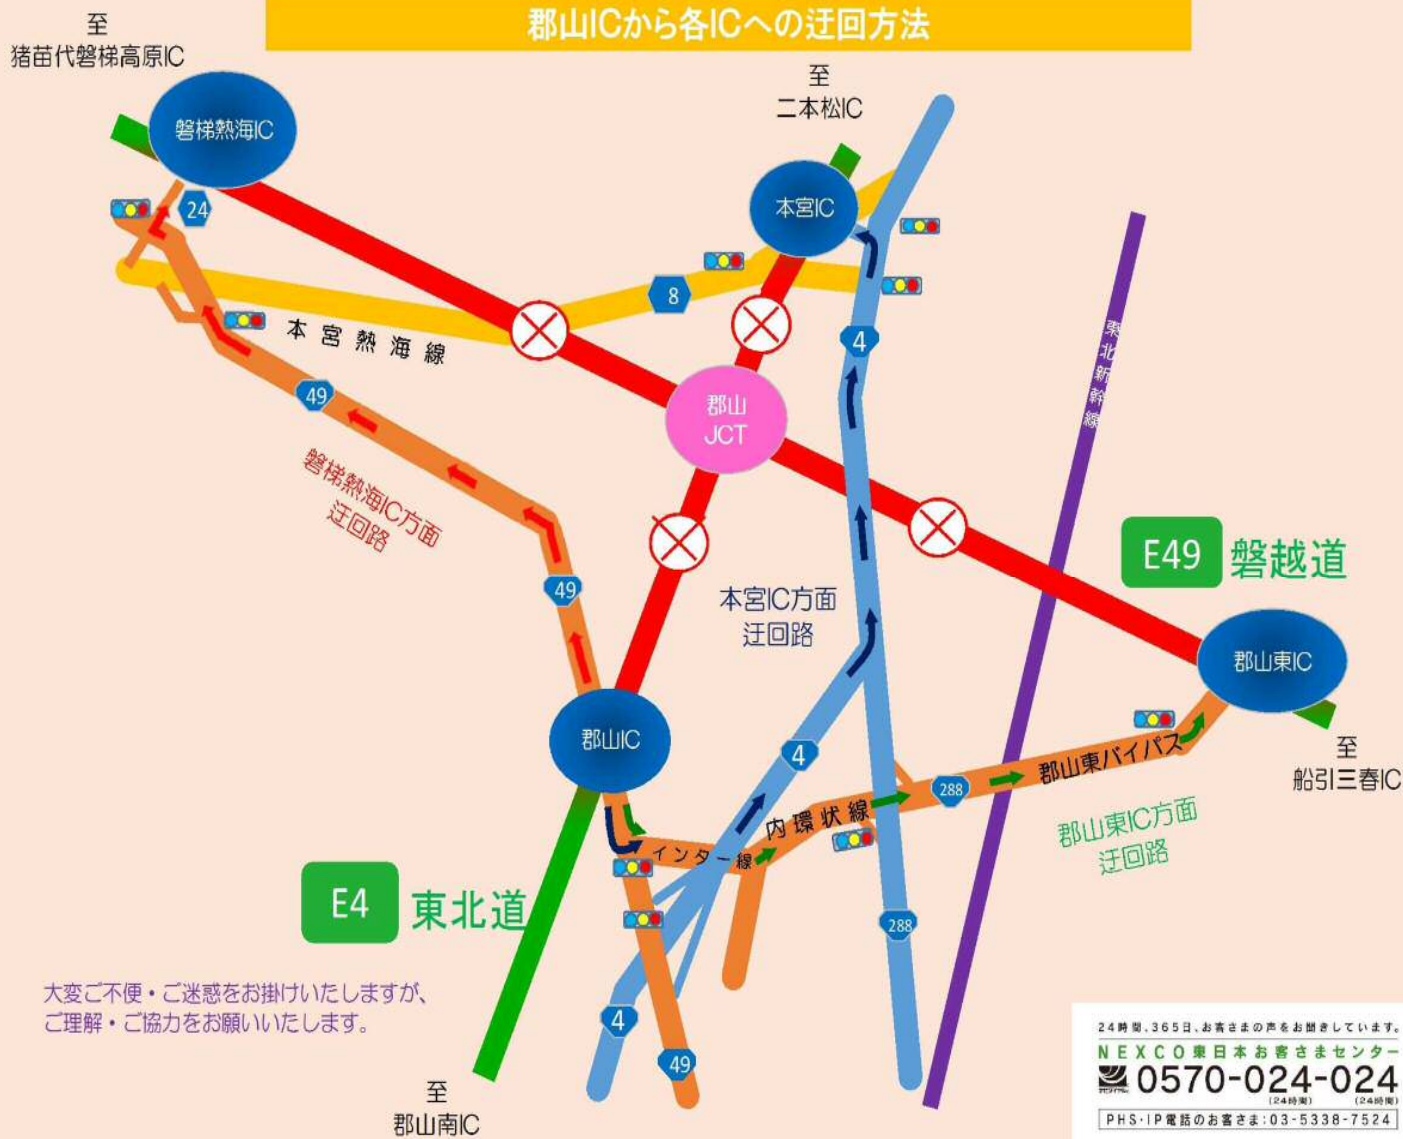 郡山ICから各ICへの迂回方法
至
猪苗代磐梯高原IC
至
二本松IC
磐梯熱海IC
本宮IC
24
8
4
本宮熱海線
東北新幹線
49
郡山
JCT
磐梯熱海IC方面
迂回路
E49 磐越道
49
本宮IC方面
迂回路
郡山東IC
郡山IC
4
至
船引三春IC
郡山東バイパス
288
内環状線
郡山東IC方面
迂回路
インター線
E4 東北道
288
大変ご不便・ご迷惑をお掛けいたしますが、
ご理解・ご協力をお願いいたします。
4
49
至
郡山南IC
24時間、365日、お客さまの声をお聞きしています。
NEXCO東日本お客さまセンター
0570-024-024
(24時間) (24時間)
PHS・IP電話のお客さま:03-5338-7524